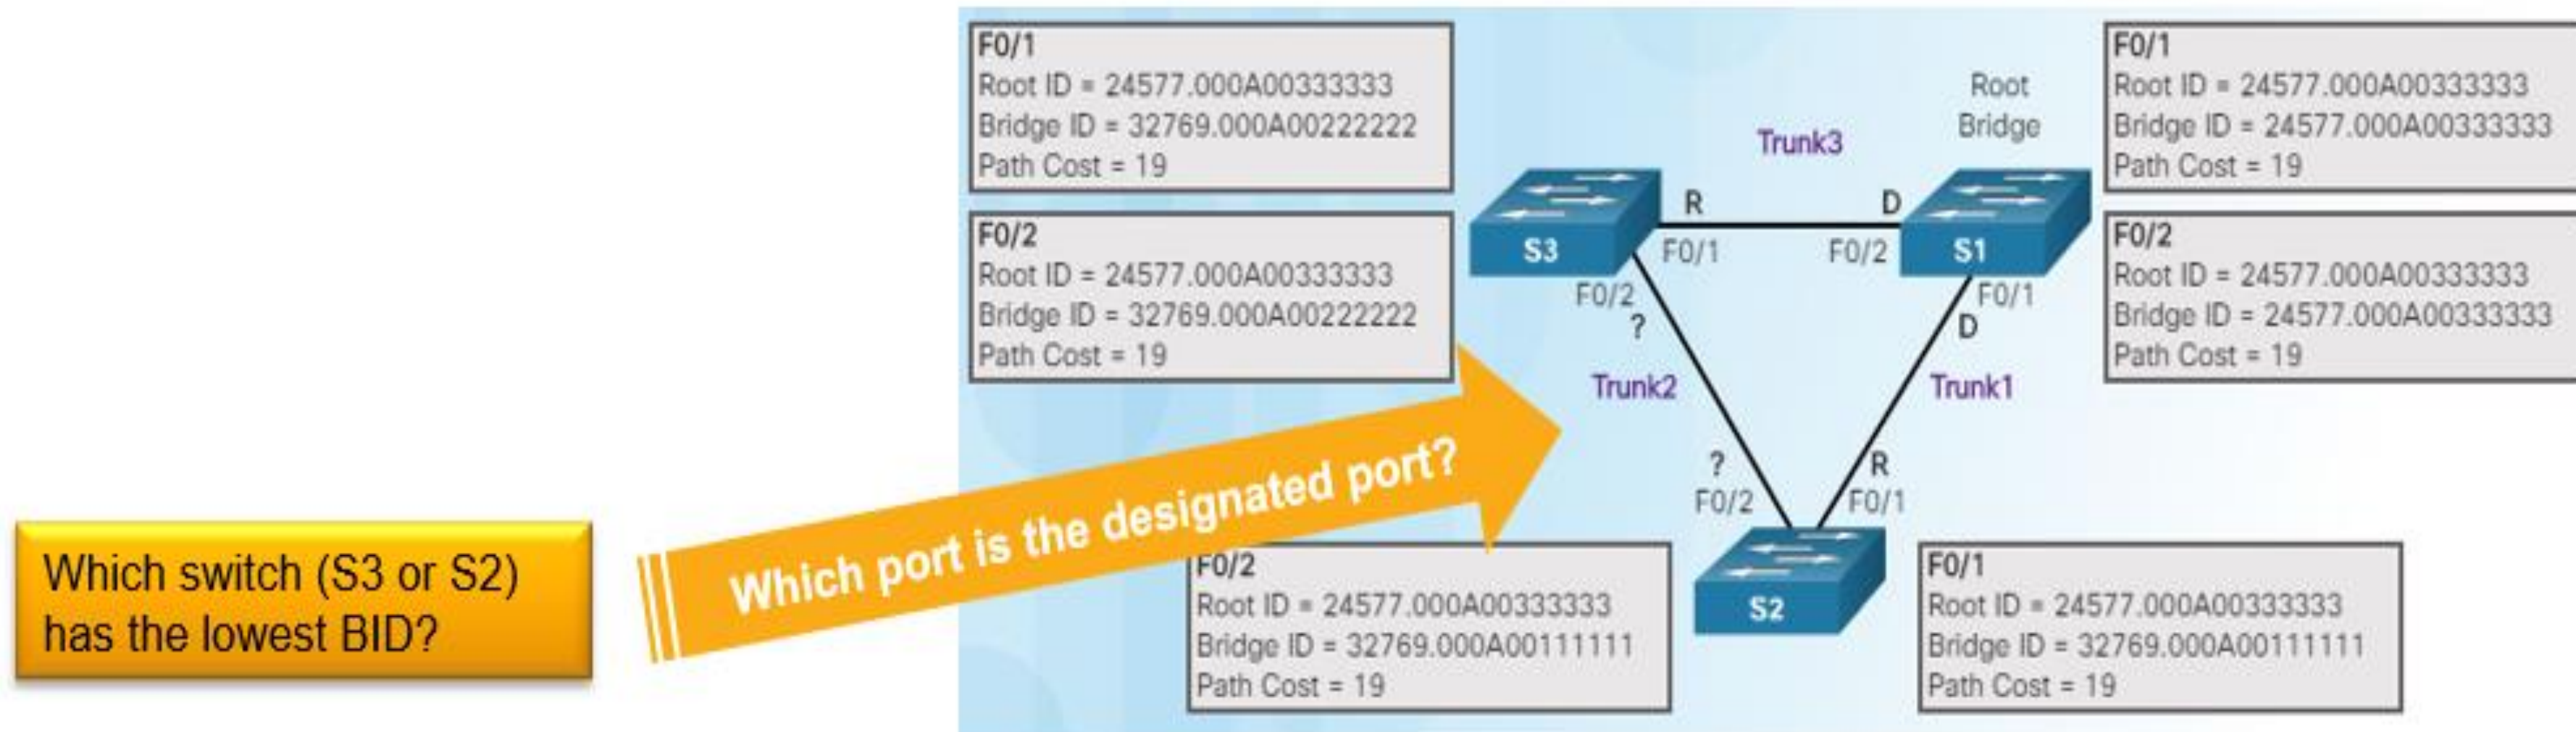 F0/1
Root ID = 24577.000A00333333
Bridge ID = 32769.000A00222222
Path Cost = 19
F0/2
Root ID = 24577.000A00333333
Bridge ID = 32769.000A00222222
Path Cost = 19
Root
Bridge
Trunk3
F0/1
Root ID = 24577.000A00333333
Bridge ID = 24577.000A00333333
Path Cost = 19
F0/2
Root ID = 24577.000A00333333
Bridge ID = 24577.000A00333333
Path Cost = 19
R
D
S3
F0/1
F0/2
S1
F0/2
?
F0/1
D
Trunk2
Trunk1
?
F0/2
R
F0/1
S2
Which switch (S3 or S2)
has the lowest BID?
Which port is the designated port?
F0/2
Root ID = 24577.000A00333333
Bridge ID = 32769.000A00111111
Path Cost = 19
F0/1
Root ID = 24577.000A00333333
Bridge ID = 32769.000A00111111
Path Cost = 19